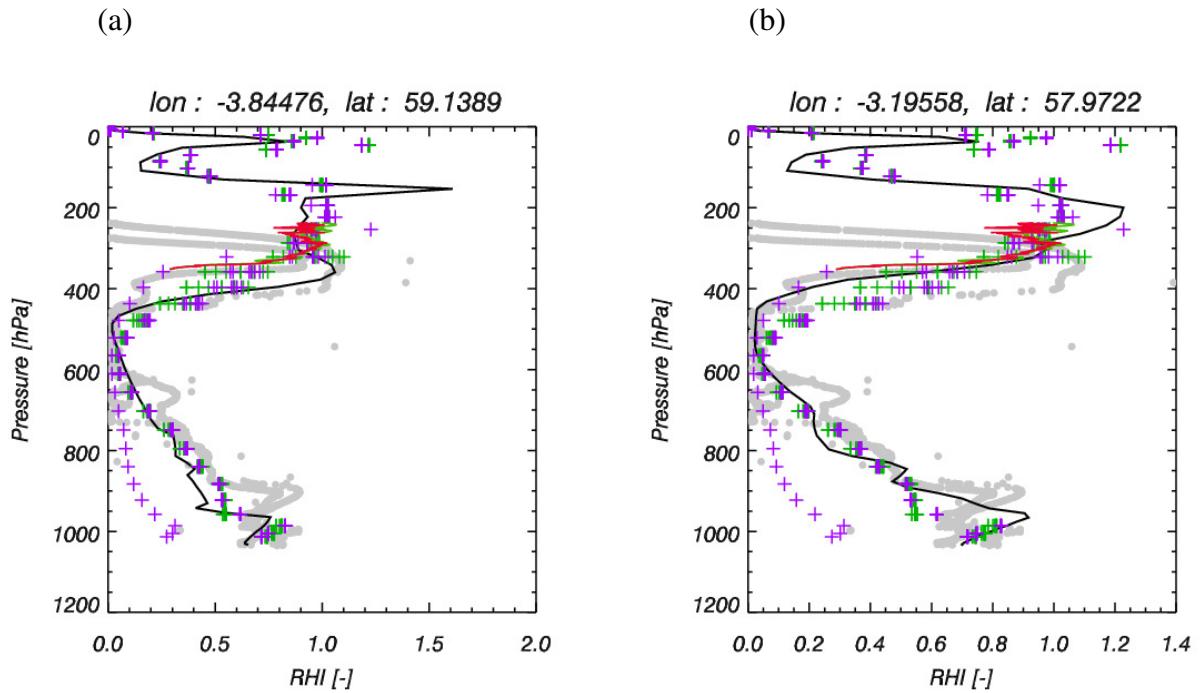 (a)
(b)
lon : -3.84476, lat : 59.1389
lon : -3.19558, lat : 57.9722
0
200
400
600
800
1000
1200
Pressure [hPa]
0.0 0.5 1.0 1.5 2.0
RHI [-]
0
200
400
600
800
1000
1200
Pressure [hPa]
0.0 0.2 0.4 0.6 0.8 1.0 1.2 1.4
RHI [-]